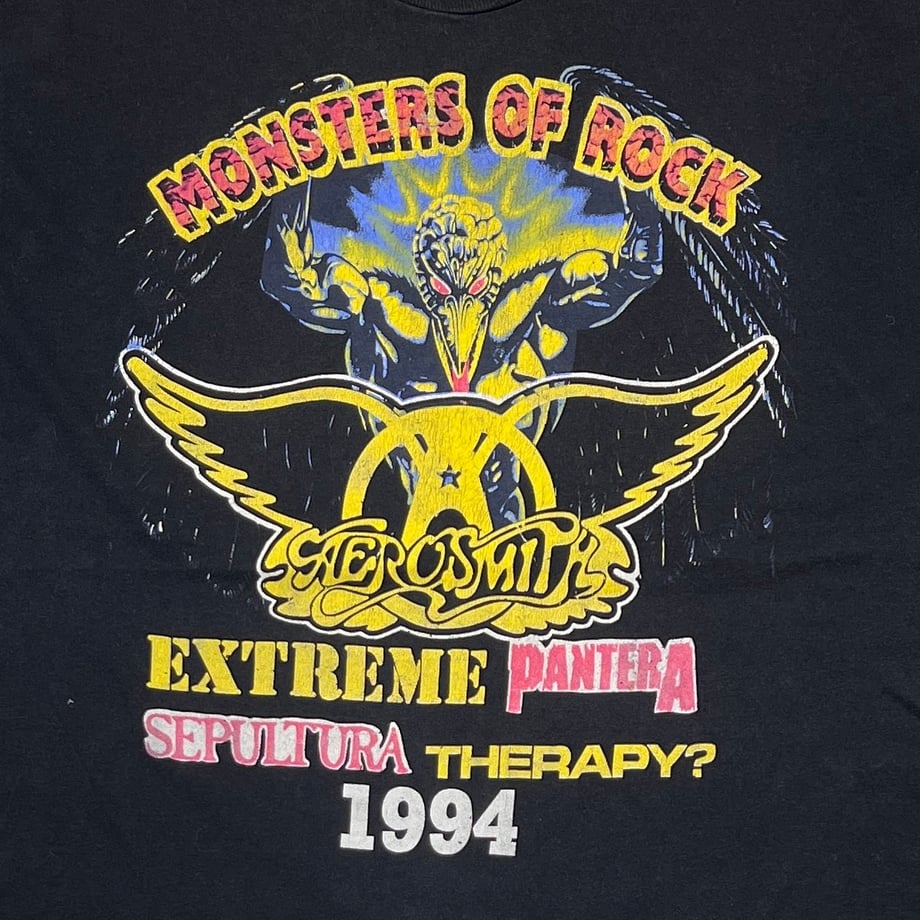 MONSTERS OF ROCK
A
AEROSMITH
EXTREME PANTERA
SEPULTURA THERAPY?
1994